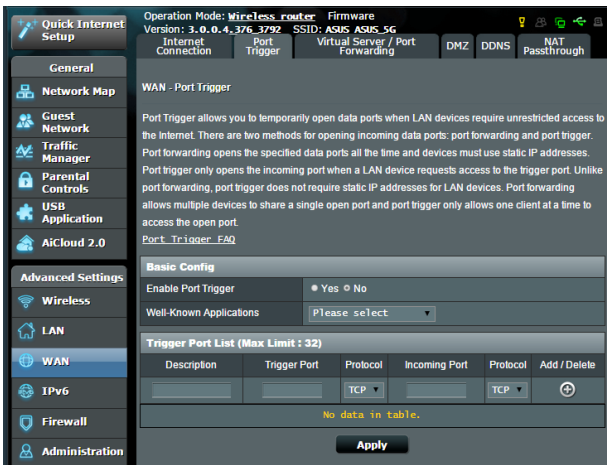 Quick Internet
Setup
General
Network Map
Guest
Network
Traffic
Manager
Parental
Controls
USB
Application
AiCloud 2.0
Advanced Settings
Wireless
LAN
WAN
IPv6
Firewall
Administration
Operation Mode: Wireless router Firmware
Version: 3.0.0.4_376_3792 SSID: ASUS ASUS_5G
Internet
Connection
Port
Trigger
Virtual Server / Port
Forwarding
DMZ
DDNS
NAT
Passthrough
WAN - Port Trigger
Port Trigger allows you to temporarily open data ports when LAN devices require unrestricted access to
the Internet. There are two methods for opening incoming data ports: port forwarding and port trigger.
Port forwarding opens the specified data ports all the time and devices must use static IP addresses.
Port trigger only opens the incoming port when a LAN device requests access to the trigger port. Unlike
port forwarding, port trigger does not require static IP addresses for LAN devices. Port forwarding
allows multiple devices to share a single open port and port trigger only allows one client at a time to
access the open port.
Port Trigger FAQ
Basic Config
Enable Port Trigger Yes No
Well-Known Applications Please select
Trigger Port List (Max Limit : 32)
Description Trigger Port Protocol Incoming Port Protocol Add / Delete
TCP TCP
No data in table.
Apply